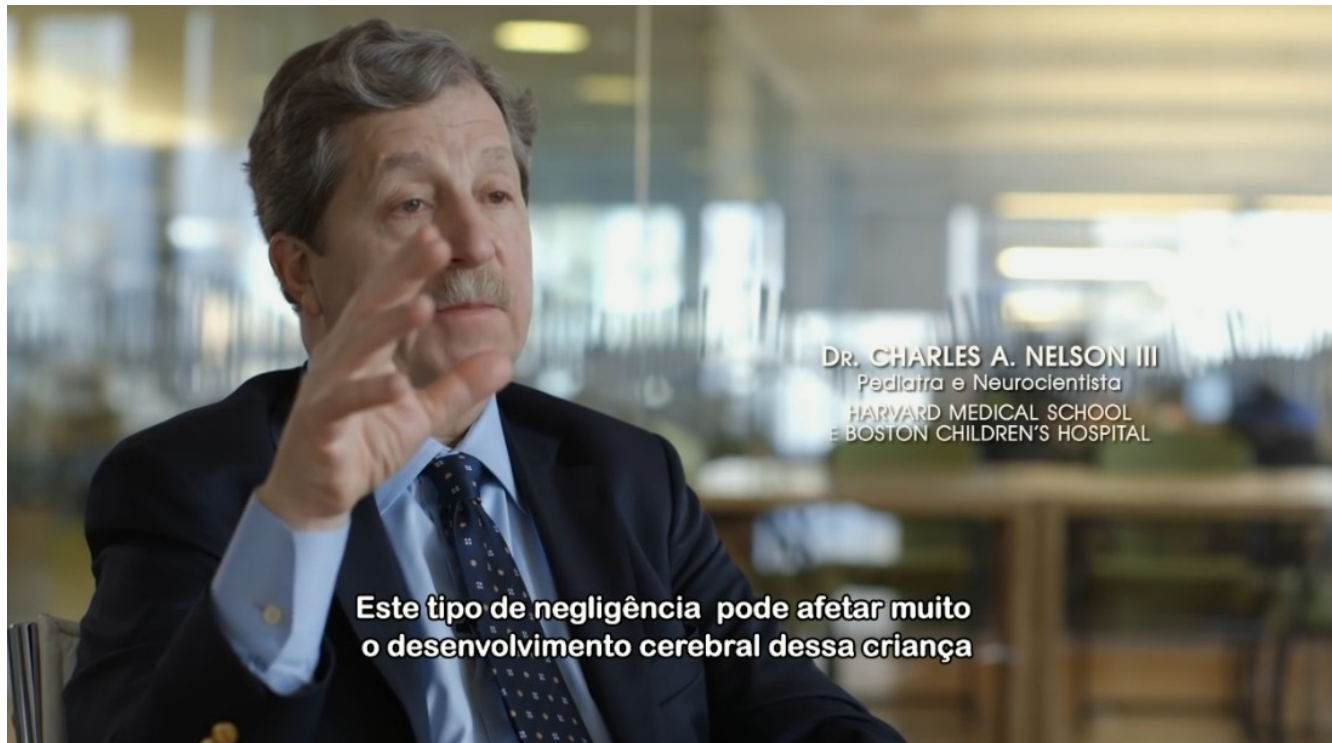 DR. CHARLES A. NELSON III
Pediatra e Neurocientista
HARVARD MEDICAL SCHOOL
E BOSTON CHILDREN'S HOSPITAL
Este tipo de negligência pode afetar muito
o desenvolvimento cerebral dessa criança